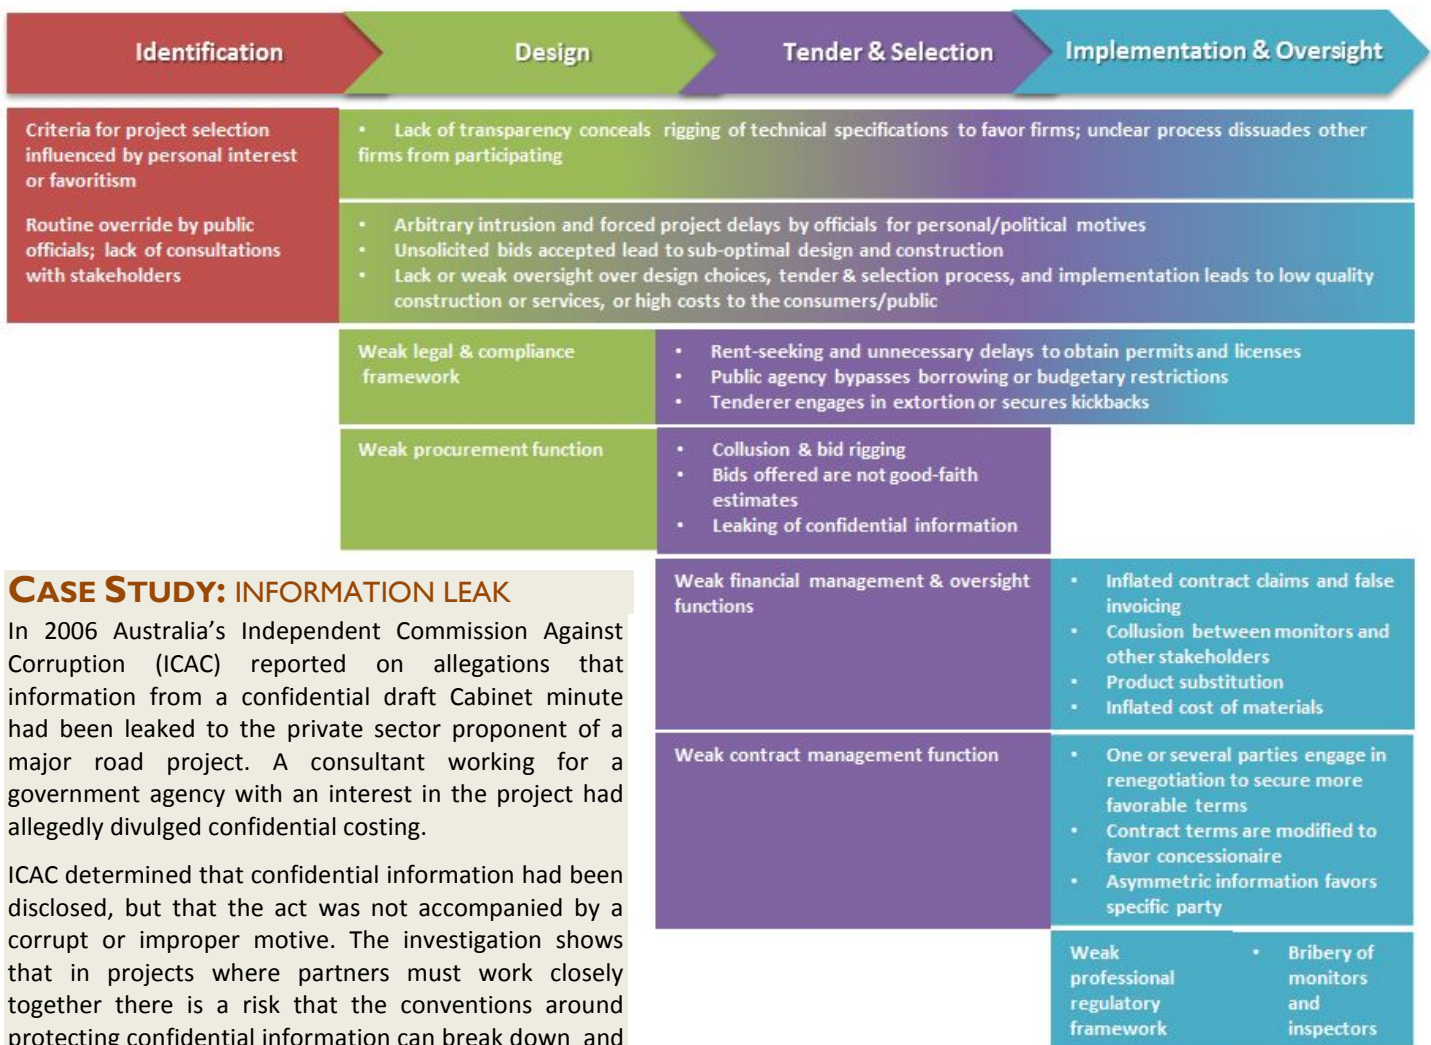 Identification
Design
Tender & Selection
Implementation & Oversight
Criteria for project selection
influenced by personal interest
or favoritism
Routine override by public
officials; lack of consultations
with stakeholders
• Lack of transparency conceals rigging of technical specifications to favor firms; unclear process dissuades other
firms from participating
• Arbitrary intrusion and forced project delays by officials for personal/political motives
• Unsolicited bids accepted lead to sub-optimal design and construction
• Lack or weak oversight over design choices, tender & selection process, and implementation leads to low quality
construction or services, or high costs to the consumers/public
Weak legal & compliance
framework
• Rent-seeking and unnecessary delays to obtain permits and licenses
• Public agency bypasses borrowing or budgetary restrictions
• Tenderer engages in extortion or secures kickbacks
Weak procurement function
• Collusion & bid rigging
• Bids offered are not good-faith
estimates
• Leaking of confidential information
Weak financial management & oversight
functions
• Inflated contract claims and false
invoicing
• Collusion between monitors and
other stakeholders
• Product substitution
• Inflated cost of materials
Weak contract management function
• One or several parties engage in
renegotiation to secure more
favorable terms
• Contract terms are modified to
favor concessionaire
• Asymmetric information favors
specific party
Weak
professional
regulatory
framework
• Bribery of
monitors
and
inspectors
CASE STUDY: INFORMATION LEAK
In 2006 Australia's Independent Commission Against
Corruption (ICAC) reported on allegations that
information from a confidential draft Cabinet minute
had been leaked to the private sector proponent of a
major road project. A consultant working for a
government agency with an interest in the project had
allegedly divulged confidential costing.
ICAC determined that confidential information had been
disclosed, but that the act was not accompanied by a
corrupt or improper motive. The investigation shows
that in projects where partners must work closely
together there is a risk that the conventions around
protecting confidential information can break down and